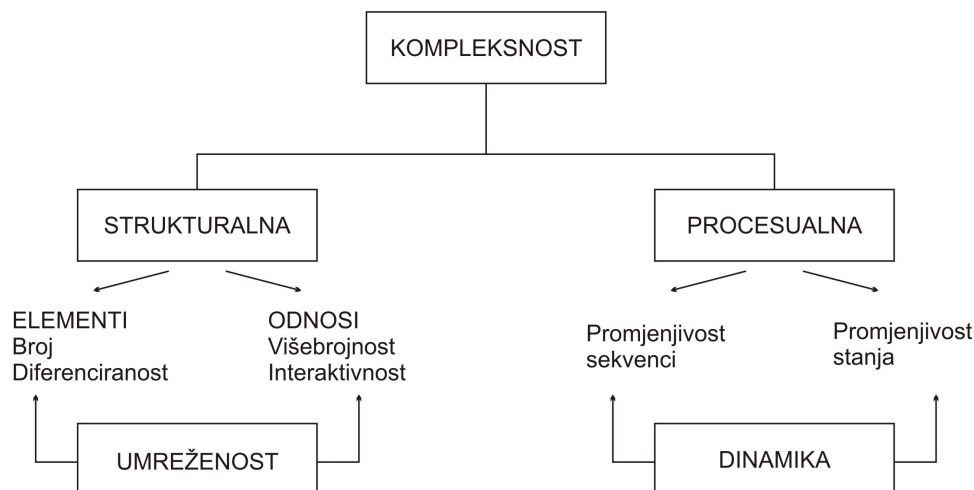 KOMPLEKSNOST
STRUKTURALNA
PROCESUALNA
ELEMENTI
Broj
Diferenciranost
ODNOSI
Višebrojnost
Interaktivnost
Promjenjivost
sekvenci
Promjenjivost
stanja
UMREŽENOST
DINAMIKA